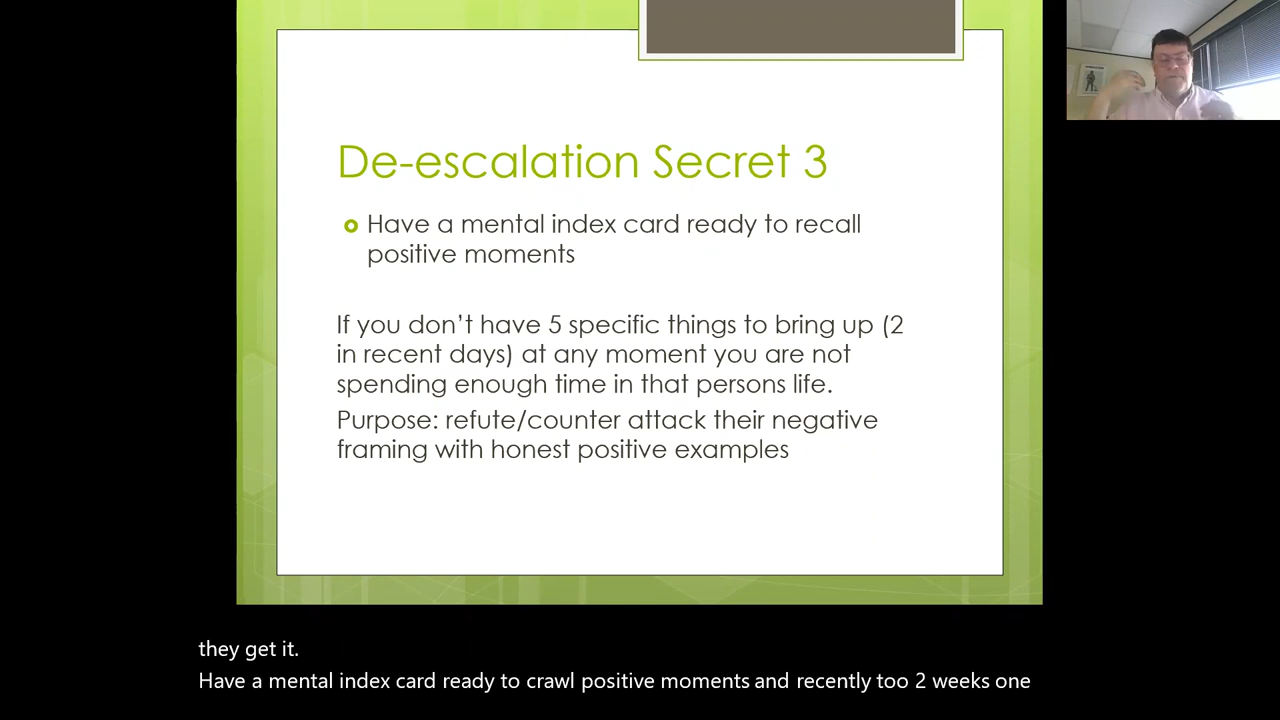 De-escalation Secret 3
Have a mental index card ready to recall
positive moments
If you don’t have 5 specific things to bring up (2
in recent days) at any moment you are not
spending enough time in that persons life.
Purpose: refute/counter attack their negative
framing with honest positive examples
they get it.
Have a mental index card ready to crawl positive moments and recently too 2 weeks one